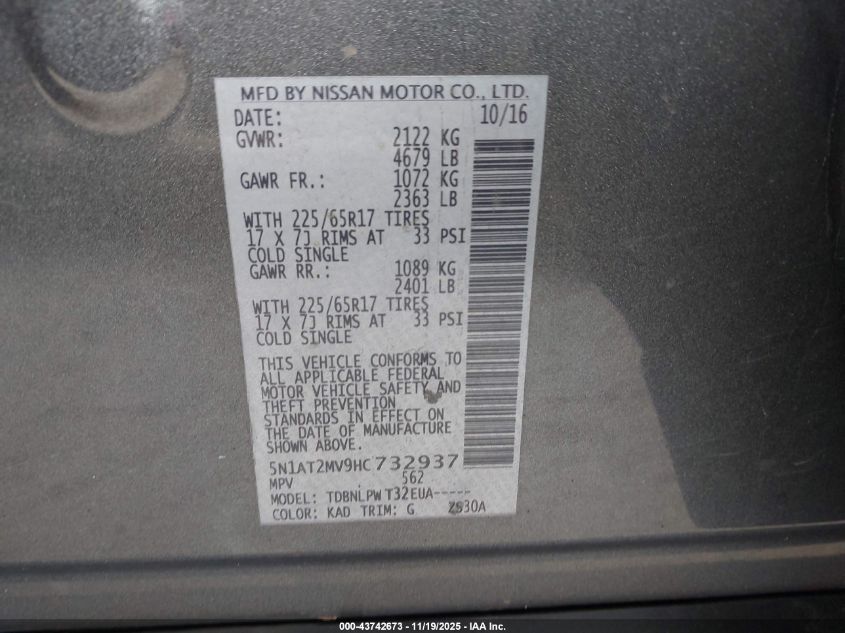 MFD BY NISSAN MOTOR CO., LTD.
DATE: 10/16
GVWR: 2122 KG
4679 LB
GAWR FR.: 1072 KG
2363 LB
WITH 225/65R17 TIRES
17 X 7J RIMS AT 33 PSI
COLD SINGLE
GAWR RR.: 1089 KG
2401 LB
WITH 225/65R17 TIRES
17 X 7J RIMS AT 33 PSI
COLD SINGLE
THIS VEHICLE CONFORMS TO
ALL APPLICABLE FEDERAL
MOTOR VEHICLE SAFETY AND
THEFT PREVENTION
STANDARDS IN EFFECT ON
THE DATE OF MANUFACTURE
SHOWN ABOVE.
5N1AT2MV9HC732937
MPV 562
MODEL: TDBNLPW T32EUA-----
COLOR: KAD TRIM: G ZS30A
000-43742673 - 11/19/2025 - IAA Inc.